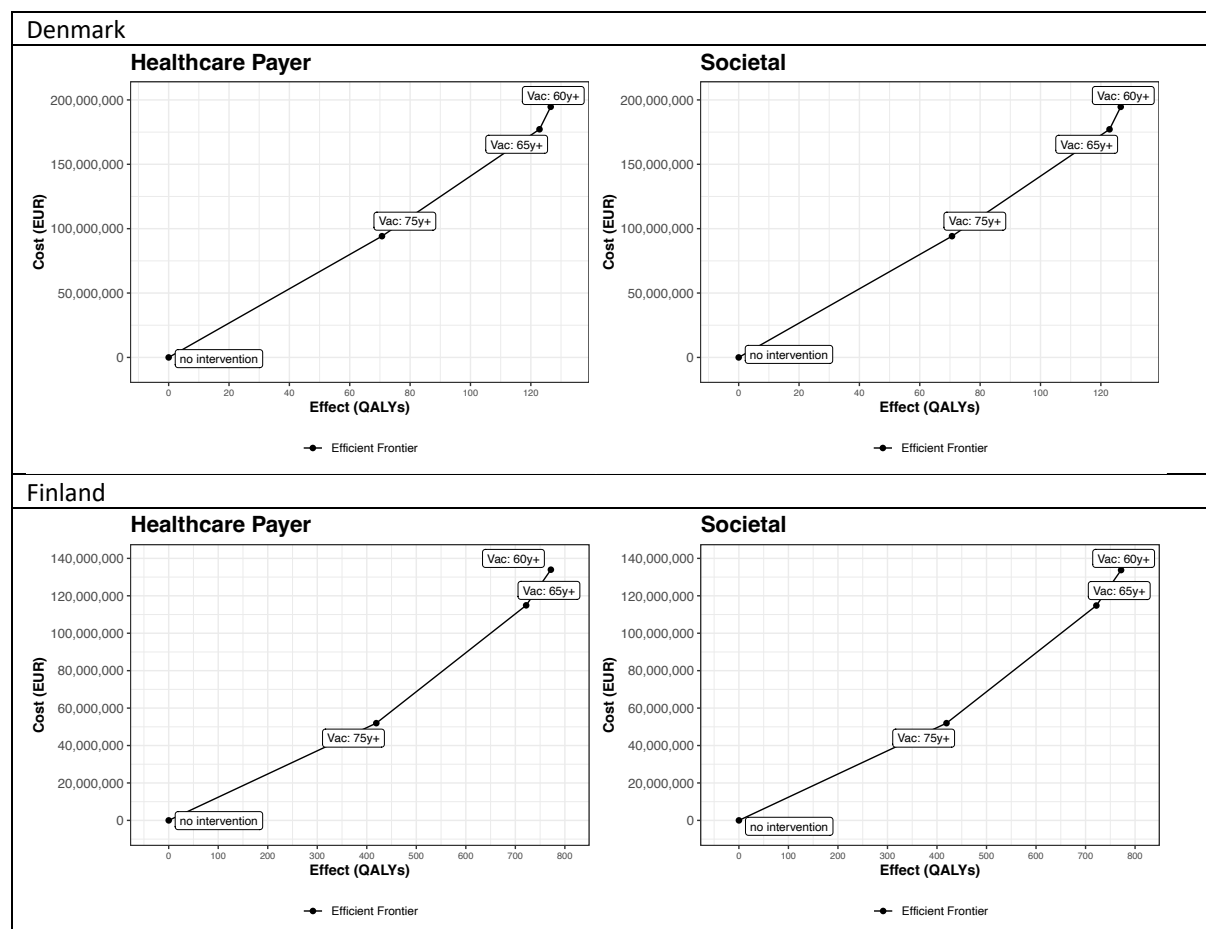 Denmark
Healthcare Payer
Cost (EUR)
200,000,000
150,000,000
100,000,000
50,000,000
0
Vac: 60y+
Vac: 65y+
Vac: 75y+
no intervention
0 20 40 60 80 100 120
Effect (QALYs)
Efficient Frontier
Societal
Cost (EUR)
200,000,000
150,000,000
100,000,000
50,000,000
0
Vac: 60y+
Vac: 65y+
Vac: 75y+
no intervention
0 20 40 60 80 100 120
Effect (QALYs)
Efficient Frontier
Finland
Healthcare Payer
Cost (EUR)
140,000,000
120,000,000
100,000,000
80,000,000
60,000,000
40,000,000
20,000,000
0
Vac: 60y+
Vac: 65y+
Vac: 75y+
no intervention
0 100 200 300 400 500 600 700 800
Effect (QALYs)
Efficient Frontier
Societal
Cost (EUR)
140,000,000
120,000,000
100,000,000
80,000,000
60,000,000
40,000,000
20,000,000
0
Vac: 60y+
Vac: 65y+
Vac: 75y+
no intervention
0 100 200 300 400 500 600 700 800
Effect (QALYs)
Efficient Frontier